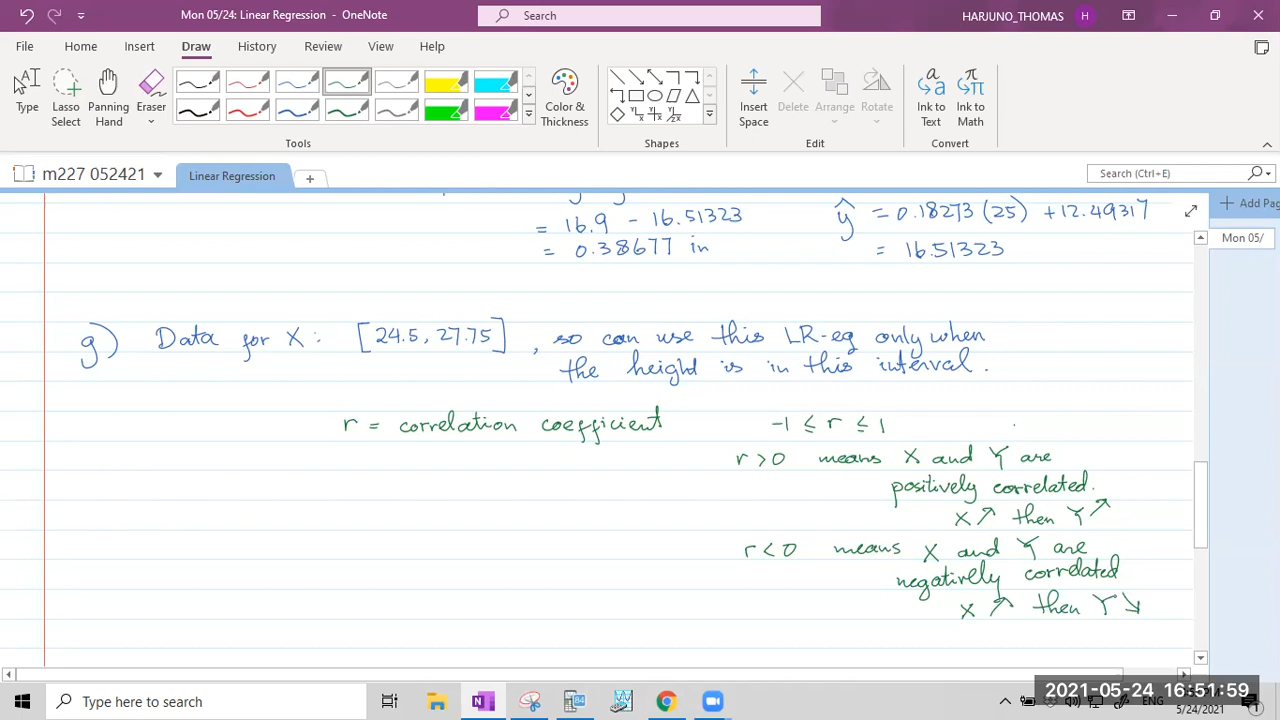 Mon 05/24: Linear Regression - OneNote
Search
HARJUNO_THOMAS
H
File Home Insert Draw History Review View Help
Type
Lasso Select
Panning Hand
Eraser
Color & Thickness
Insert Space
Delete
Arrange
Rotate
Ink to Text
Ink to Math
Tools
Shapes
Edit
Convert
m227 052421
Linear Regression
Search (Ctrl+E)
Add Pag
Mon 05/
= 16.9 - 16.51323
= 0.38677 in
ŷ = 0.18273 (25) + 12.49317
= 16.51323
g) Data for X: [24.5, 27.75], so can use this LR-eq only when
the height is in this interval.
r = correlation coefficient
-1 ≤ r ≤ 1
r > 0 means X and Y are
positively correlated.
X ↗ then Y ↗
r < 0 means X and Y are
negatively correlated
X ↗ then Y ↘
Type here to search
2021-05-24 16:51:59
5/24/2021